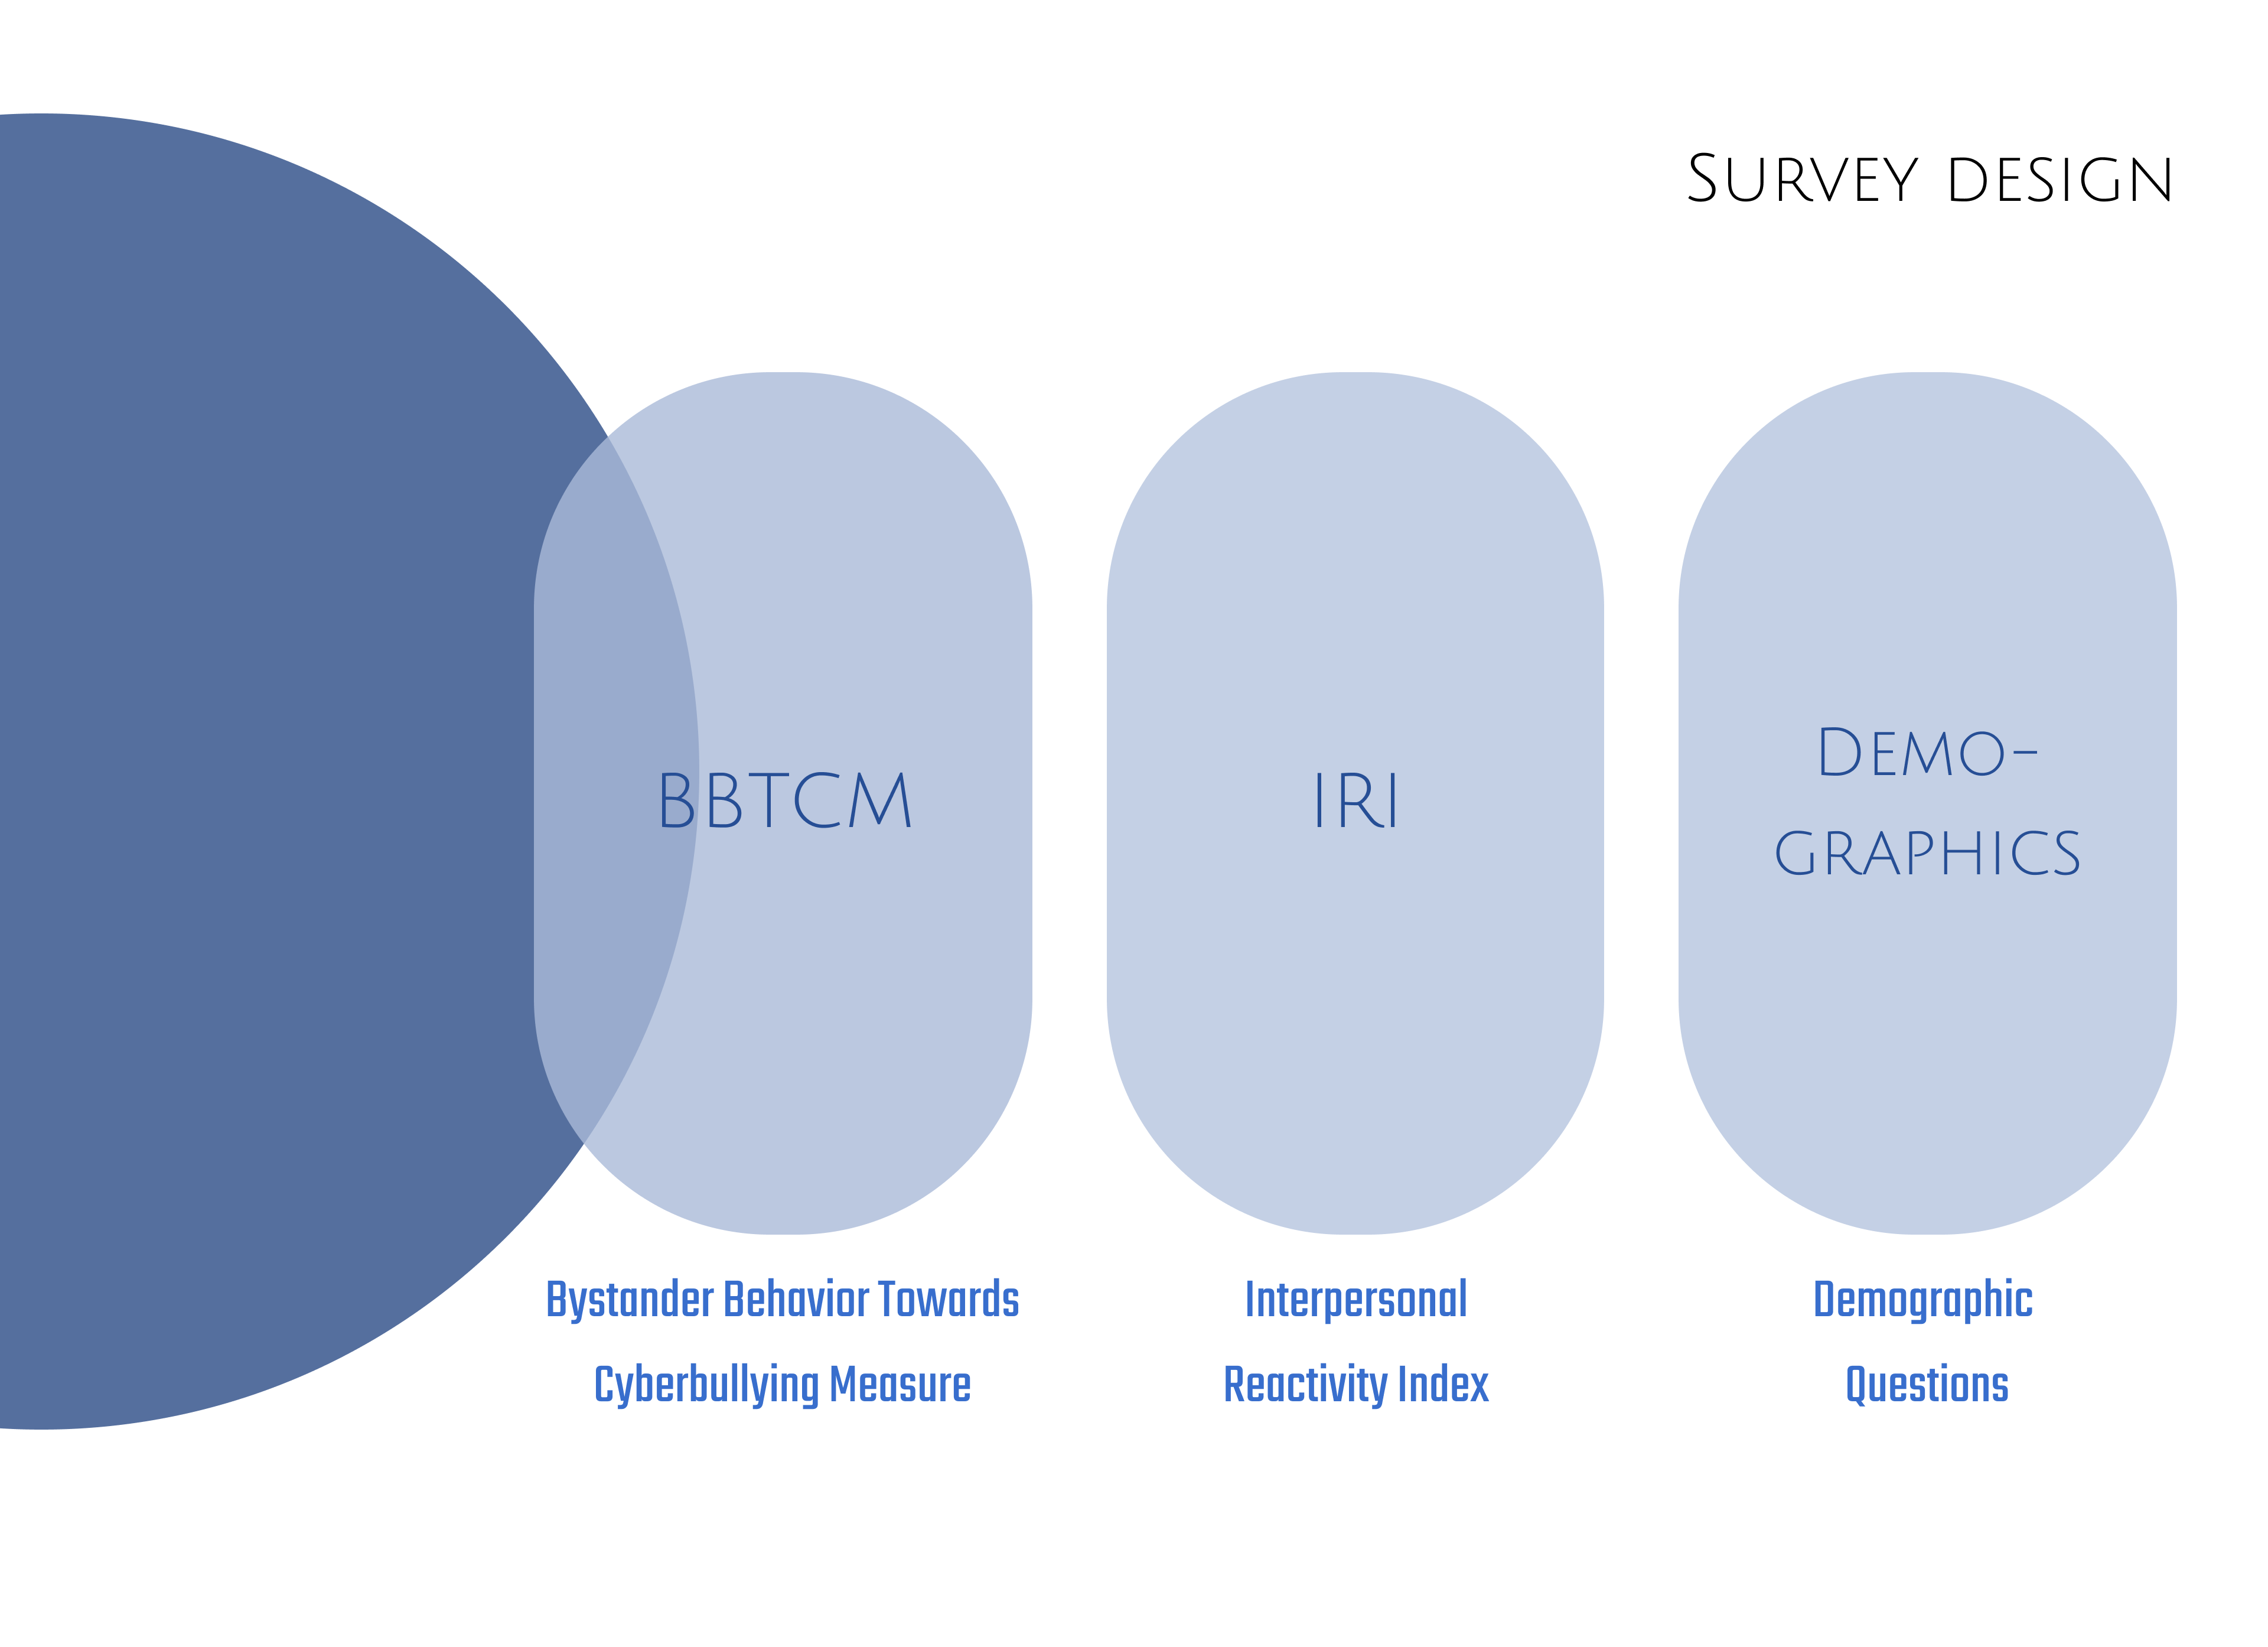 Survey design
BBTCM
IRI
Demo-
graphics
Bystander Behavior Towards
Cyberbullying Measure
Interpersonal
Reactivity Index
Demographic
Questions